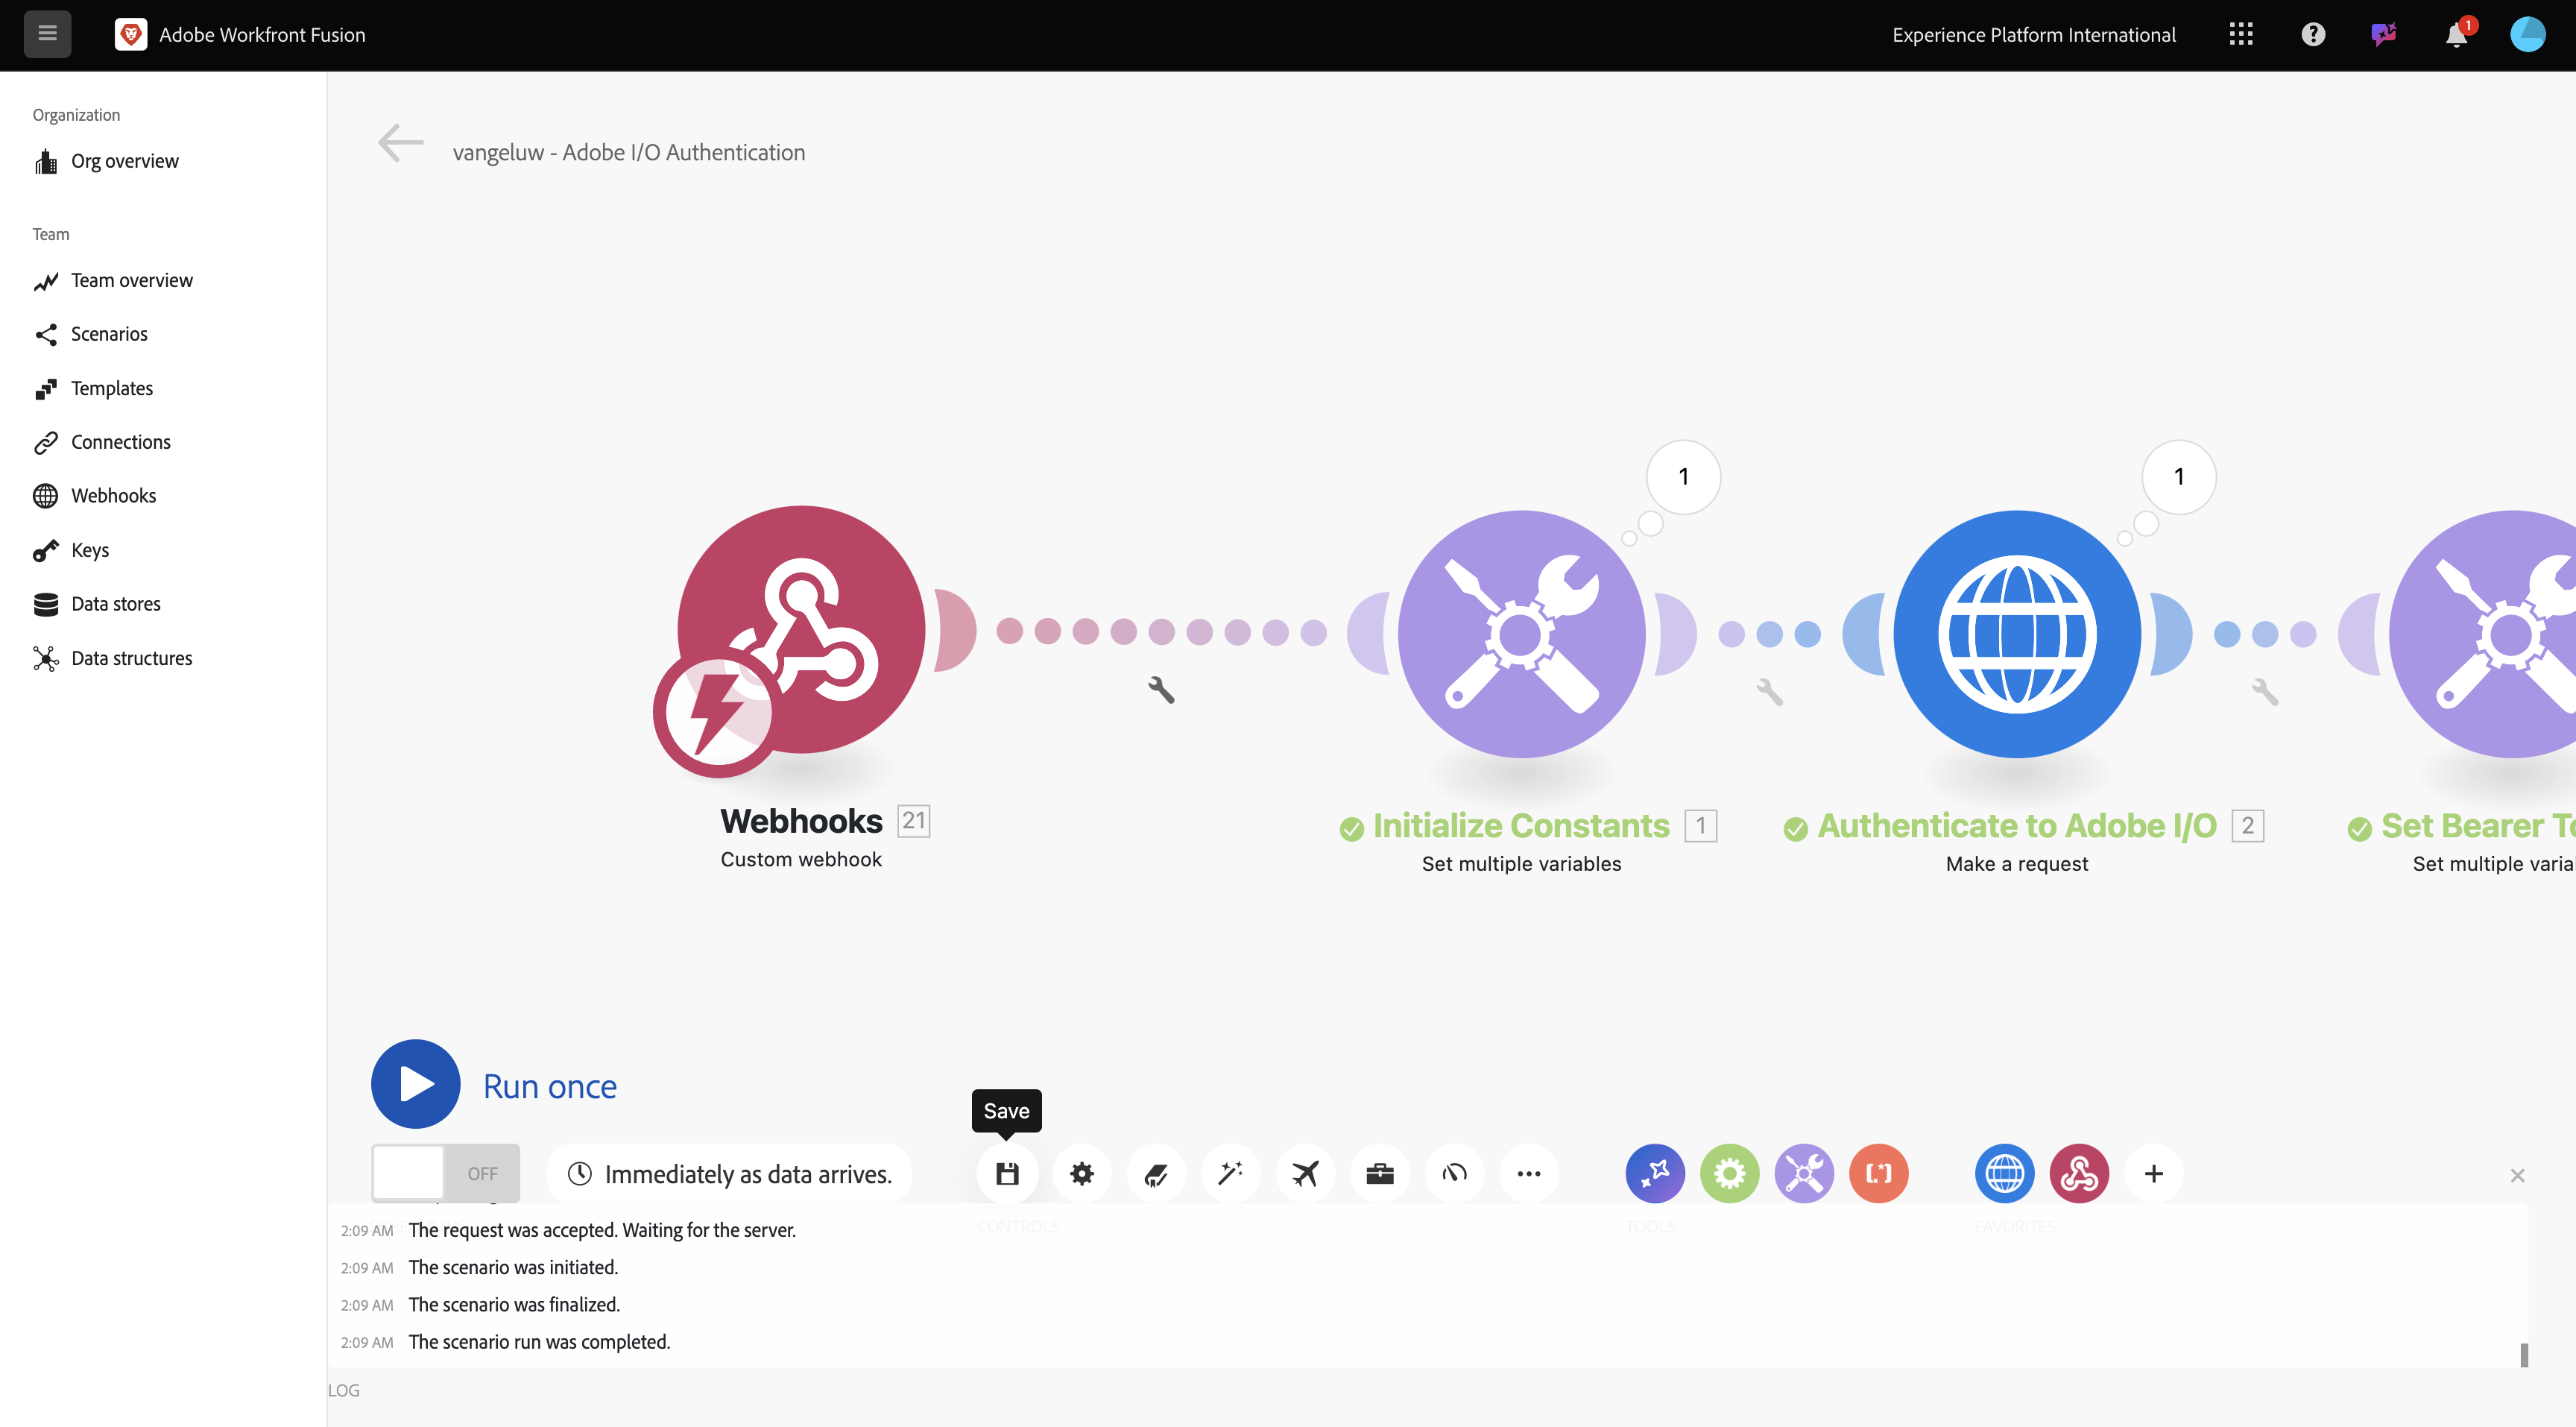 Adobe Workfront Fusion
Experience Platform International
1
Organization
Org overview
Team
Team overview
Scenarios
Templates
Connections
Webhooks
Keys
Data stores
Data structures
vangeluw - Adobe I/O Authentication
1
1
Webhooks 21
Custom webhook
Initialize Constants 1
Set multiple variables
Authenticate to Adobe I/O 2
Make a request
Set Bearer
Set multiple
Run once
Save
OFF
Immediately as data arrives.
CONTROLS
TOOLS
FAVORITES
2:09 AM The request was accepted. Waiting for the server.
2:09 AM The scenario was initiated.
2:09 AM The scenario was finalized.
2:09 AM The scenario run was completed.
LOG